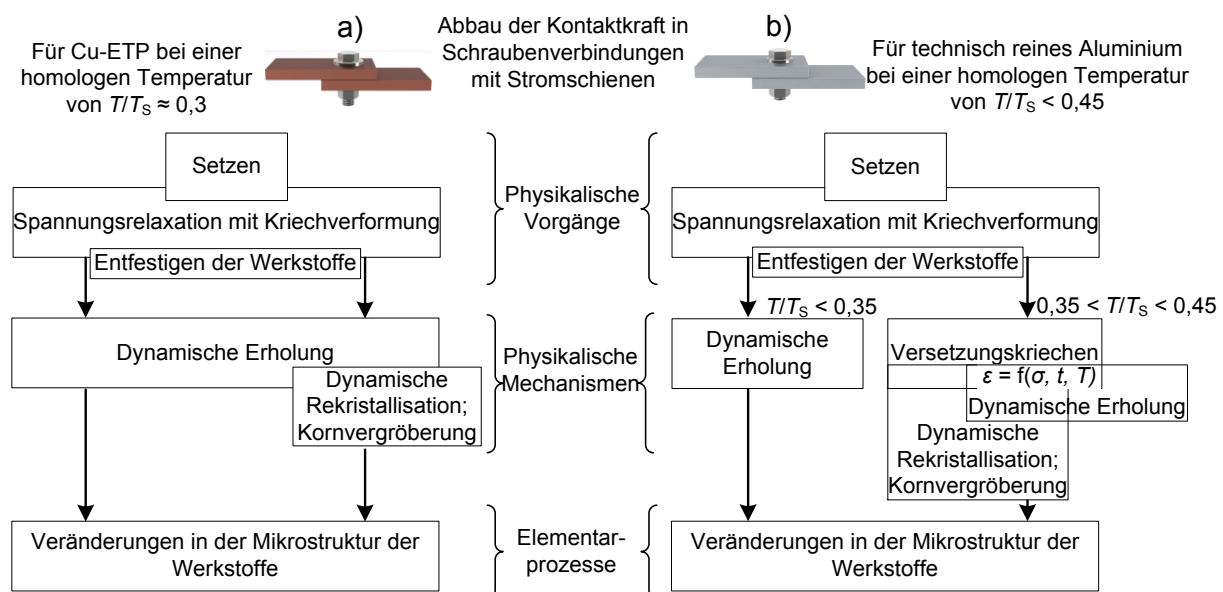 a)
Für Cu-ETP bei einer
homologen Temperatur
von T/TS ≈ 0,3
Abbau der Kontaktkraft in
Schraubenverbindungen
mit Stromschienen
b)
Für technisch reines Aluminium
bei einer homologen Temperatur
von T/TS < 0,45
Setzen
Spannungsrelaxation mit Kriechverformung
Entfestigen der Werkstoffe
Physikalische
Vorgänge
Setzen
Spannungsrelaxation mit Kriechverformung
Entfestigen der Werkstoffe
T/TS < 0,35
0,35 < T/TS < 0,45
Dynamische Erholung
Dynamische
Rekristallisation;
Kornvergröberung
Physikalische
Mechanismen
Dynamische
Erholung
Versetzungskriechen
ε = f(σ, t, T)
Dynamische Erholung
Dynamische
Rekristallisation;
Kornvergröberung
Veränderungen in der Mikrostruktur der
Werkstoffe
Elementar-
prozesse
Veränderungen in der Mikrostruktur der
Werkstoffe